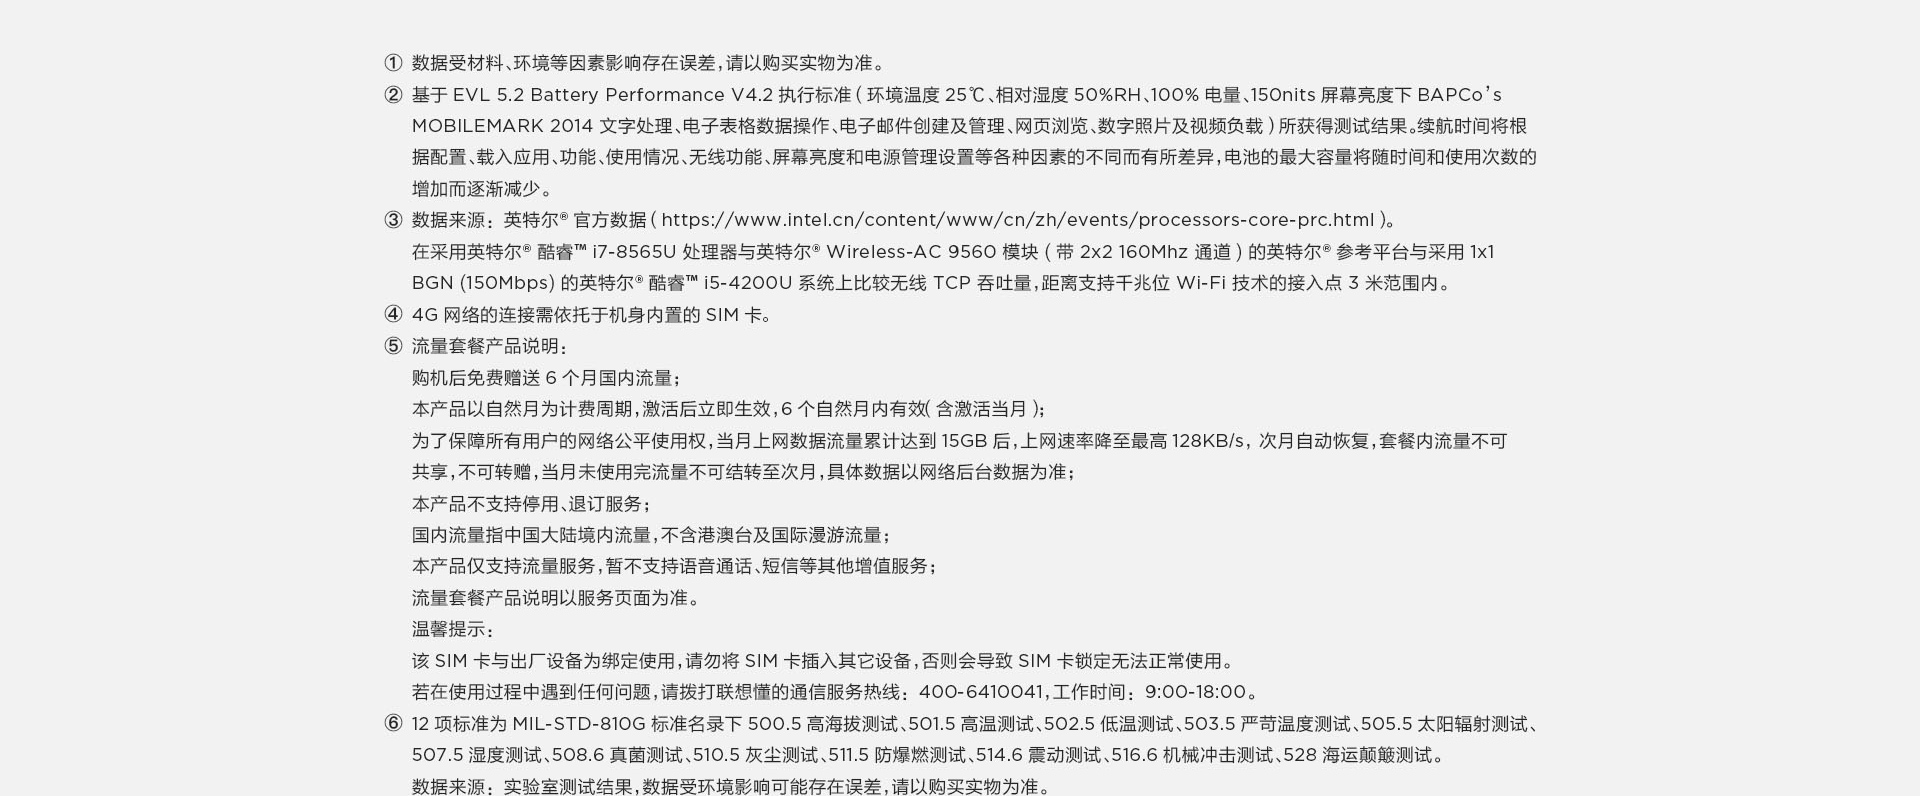 ① 数据受材料、环境等因素影响存在误差，请以购买实物为准。
② 基于 EVL 5.2 Battery Performance V4.2 执行标准（环境温度 25℃、相对湿度 50%RH、100% 电量、150nits 屏幕亮度下 BAPCo's
MOBILEMARK 2014 文字处理、电子表格数据操作、电子邮件创建及管理、网页浏览、数字照片及视频负载）所获得测试结果。续航时间将根
据配置、载入应用、功能、使用情况、无线功能、屏幕亮度和电源管理设置等各种因素的不同而有所差异，电池的最大容量将随时间和使用次数的
增加而逐渐减少。
③ 数据来源：英特尔® 官方数据（https://www.intel.cn/content/www/cn/zh/events/processors-core-prc.html）。
在采用英特尔® 酷睿™ i7-8565U 处理器与英特尔® Wireless-AC 9560 模块（带 2x2 160Mhz 通道）的英特尔® 参考平台与采用 1x1
BGN (150Mbps) 的英特尔® 酷睿™ i5-4200U 系统上比较无线 TCP 吞吐量，距离支持千兆位 Wi-Fi 技术的接入点 3 米范围内。
④ 4G 网络的连接需依托于机身内置的 SIM 卡。
⑤ 流量套餐产品说明：
购机后免费赠送 6 个月国内流量；
本产品以自然月为计费周期，激活后立即生效，6 个自然月内有效（含激活当月）；
为了保障所有用户的网络公平使用权，当月上网数据流量累计达到 15GB 后，上网速率降至最高 128KB/s，次月自动恢复，套餐内流量不可
共享，不可转赠，当月未使用完流量不可结转至次月，具体数据以网络后台数据为准；
本产品不支持停用、退订服务；
国内流量指中国大陆境内流量，不含港澳台及国际漫游流量；
本产品仅支持流量服务，暂不支持语音通话、短信等其他增值服务；
流量套餐产品说明以服务页面为准。
温馨提示：
该 SIM 卡与出厂设备为绑定使用，请勿将 SIM 卡插入其它设备，否则会导致 SIM 卡锁定无法正常使用。
若在使用过程中遇到任何问题，请拨打联想懂的通信服务热线：400-6410041，工作时间：9:00-18:00。
⑥ 12 项标准为 MIL-STD-810G 标准名录下 500.5 高海拔测试、501.5 高温测试、502.5 低温测试、503.5 严苛温度测试、505.5 太阳辐射测试、
507.5 湿度测试、508.6 真菌测试、510.5 灰尘测试、511.5 防爆燃测试、514.6 震动测试、516.6 机械冲击测试、528 海运颠簸测试。
数据来源：实验室测试结果，数据受环境影响可能存在误差，请以购买实物为准。